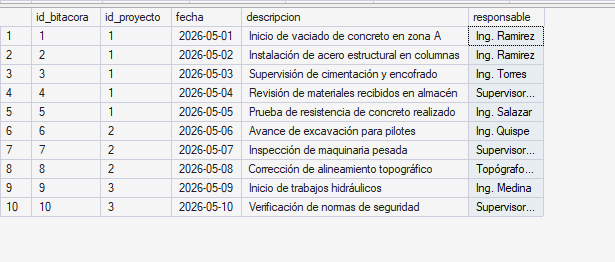 id_bitacora id_proyecto fecha descripcion responsable
1 1 1 2026-05-01 Inicio de vaciado de concreto en zona A Ing. Ramirez
2 2 1 2026-05-02 Instalación de acero estructural en columnas Ing. Ramirez
3 3 1 2026-05-03 Supervisión de cimentación y encofrado Ing. Torres
4 4 1 2026-05-04 Revisión de materiales recibidos en almacén Supervisor...
5 5 1 2026-05-05 Prueba de resistencia de concreto realizado Ing. Salazar
6 6 2 2026-05-06 Avance de excavación para pilotes Ing. Quispe
7 7 2 2026-05-07 Inspección de maquinaria pesada Supervisor...
8 8 2 2026-05-08 Corrección de alineamiento topográfico Topógrafo...
9 9 3 2026-05-09 Inicio de trabajos hidráulicos Ing. Medina
10 10 3 2026-05-10 Verificación de normas de seguridad Supervisor...